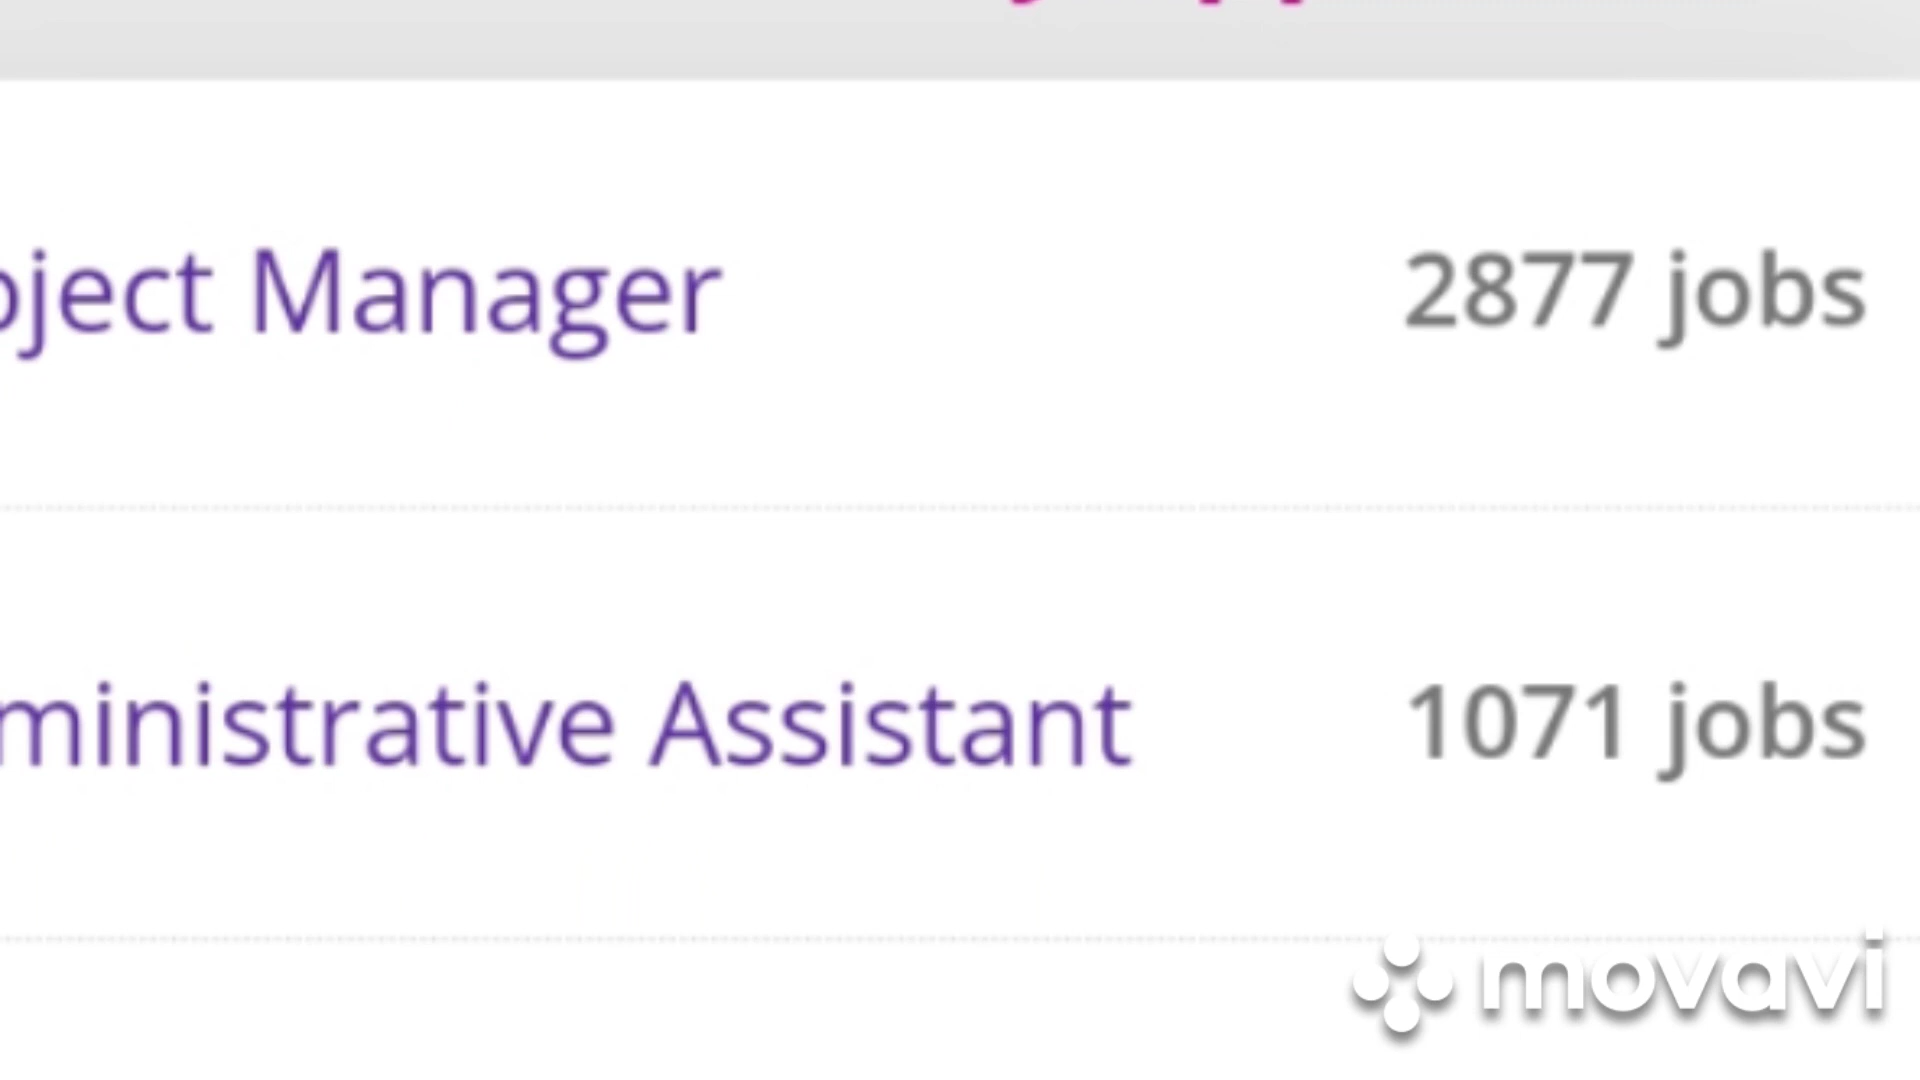 oject Manager 2877 jobs
ministrative Assistant 1071 jobs
movavi